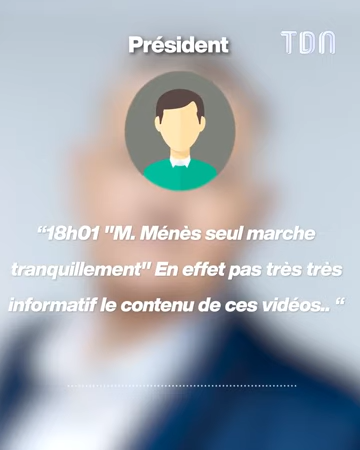 Président
TDN
“18h01 "M. Ménès seul marche
tranquillement" En effet pas très très
informatif le contenu de ces vidéos.. “